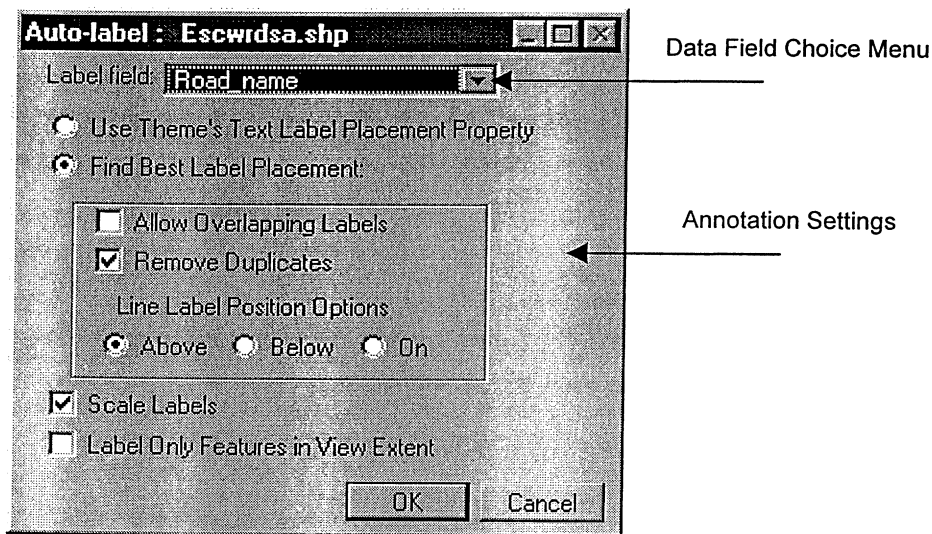 Auto-label : Escwrdsa.shp
Data Field Choice Menu
Label field: Road_name
Use Theme's Text Label Placement Property
Find Best Label Placement:
Allow Overlapping Labels
Annotation Settings
Remove Duplicates
Line Label Position Options
Above Below On
Scale Labels
Label Only Features in View Extent
OK Cancel